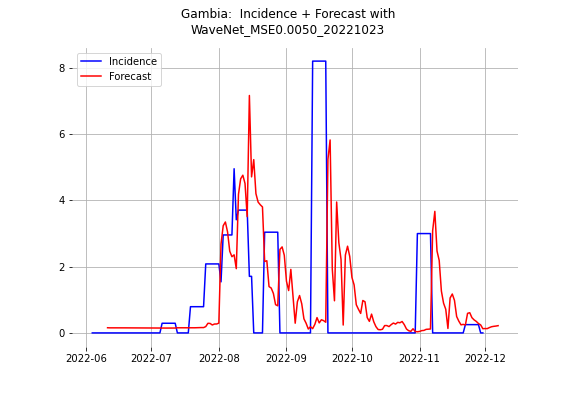 Gambia:  Incidence + Forecast with
WaveNet_MSE0.0050_20221023
Incidence
Forecast
8
6
4
2
0
2022-06 2022-07 2022-08 2022-09 2022-10 2022-11 2022-12